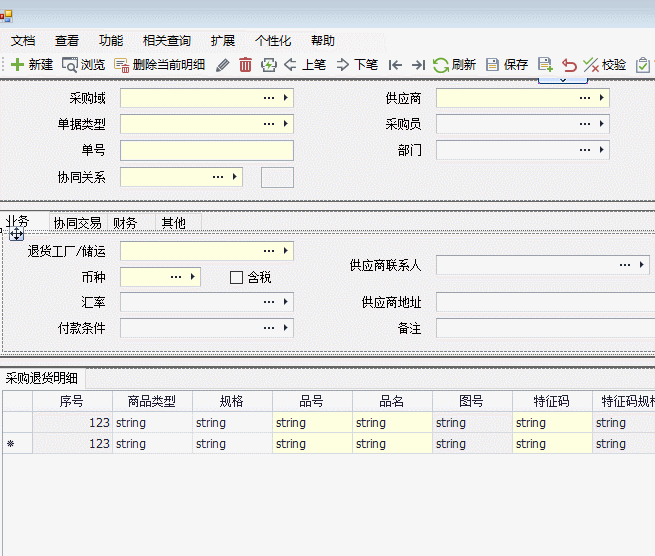 文档 查看 功能 相关查询 扩展 个性化 帮助
新建 浏览 删除当前明细 上笔 下笔 刷新 保存 校验
采购域 供应商
单据类型 采购员
单号 部门
协同关系
业务 协同交易 财务 其他
退货工厂/储运 供应商联系人
币种 含税
汇率 供应商地址
付款条件 备注
采购退货明细
序号 商品类型 规格 品号 品名 图号 特征码 特征码规格
123 string string string string string string string
123 string string string string string string string